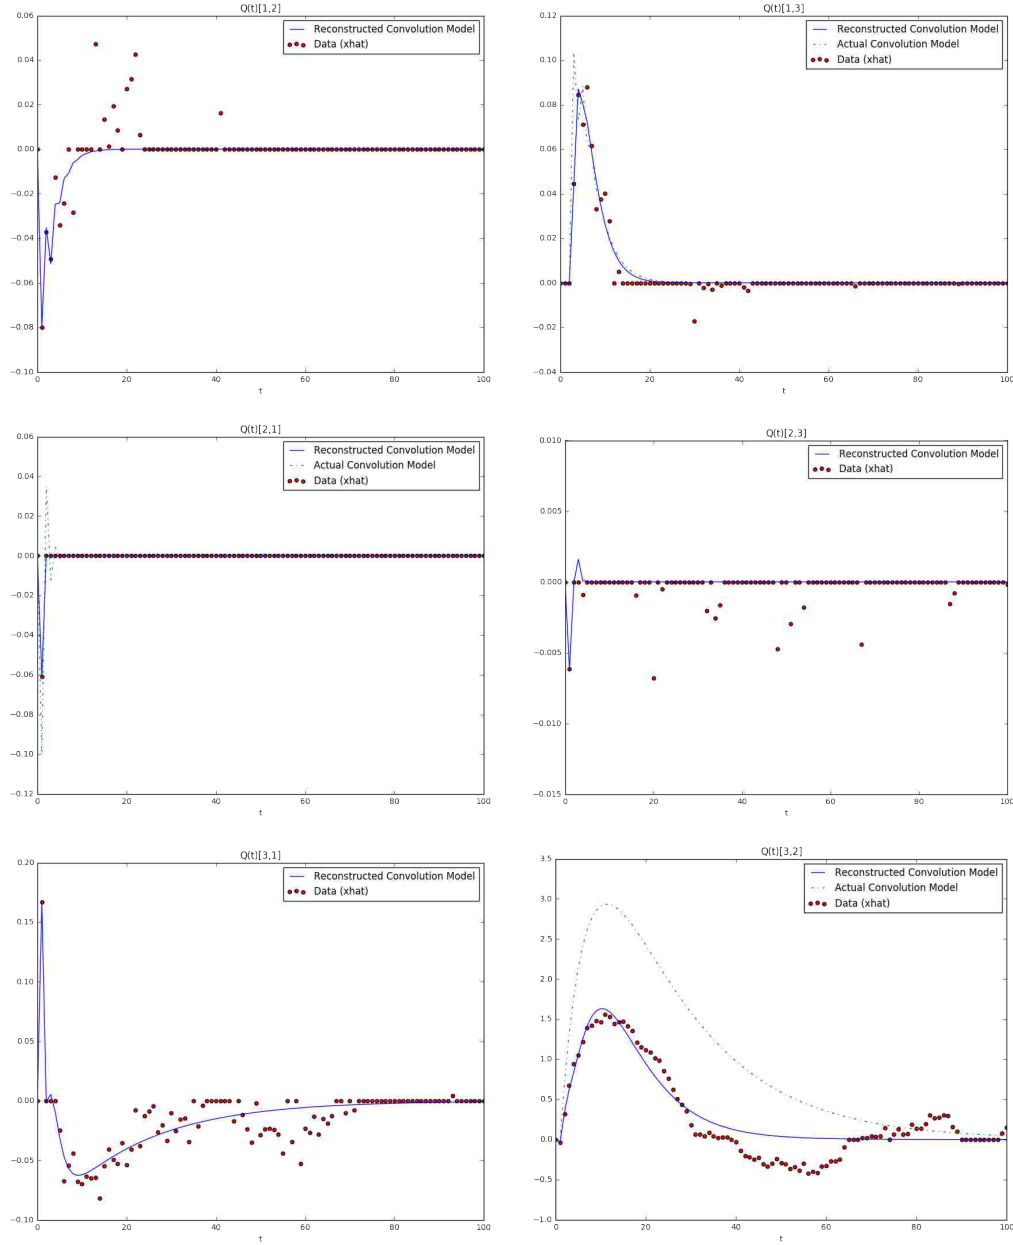 Q(t)[1,2]
Reconstructed Convolution Model
Data (xhat)
0.06
0.04
0.02
0.00
−0.02
−0.04
−0.06
−0.08
−0.10
0 20 40 60 80 100
t
Q(t)[1,3]
Reconstructed Convolution Model
Actual Convolution Model
Data (xhat)
0.12
0.10
0.08
0.06
0.04
0.02
0.00
−0.02
−0.04
0 20 40 60 80 100
t
Q(t)[2,1]
Reconstructed Convolution Model
Actual Convolution Model
Data (xhat)
0.06
0.04
0.02
0.00
−0.02
−0.04
−0.06
−0.08
−0.10
−0.12
0 20 40 60 80 100
t
Q(t)[2,3]
Reconstructed Convolution Model
Data (xhat)
0.010
0.005
0.000
−0.005
−0.010
−0.015
0 20 40 60 80 100
t
Q(t)[3,1]
Reconstructed Convolution Model
Data (xhat)
0.20
0.15
0.10
0.05
0.00
−0.05
−0.10
0 20 40 60 80 100
t
Q(t)[3,2]
Reconstructed Convolution Model
Actual Convolution Model
Data (xhat)
3.5
3.0
2.5
2.0
1.5
1.0
0.5
0.0
−0.5
−1.0
0 20 40 60 80 100
t